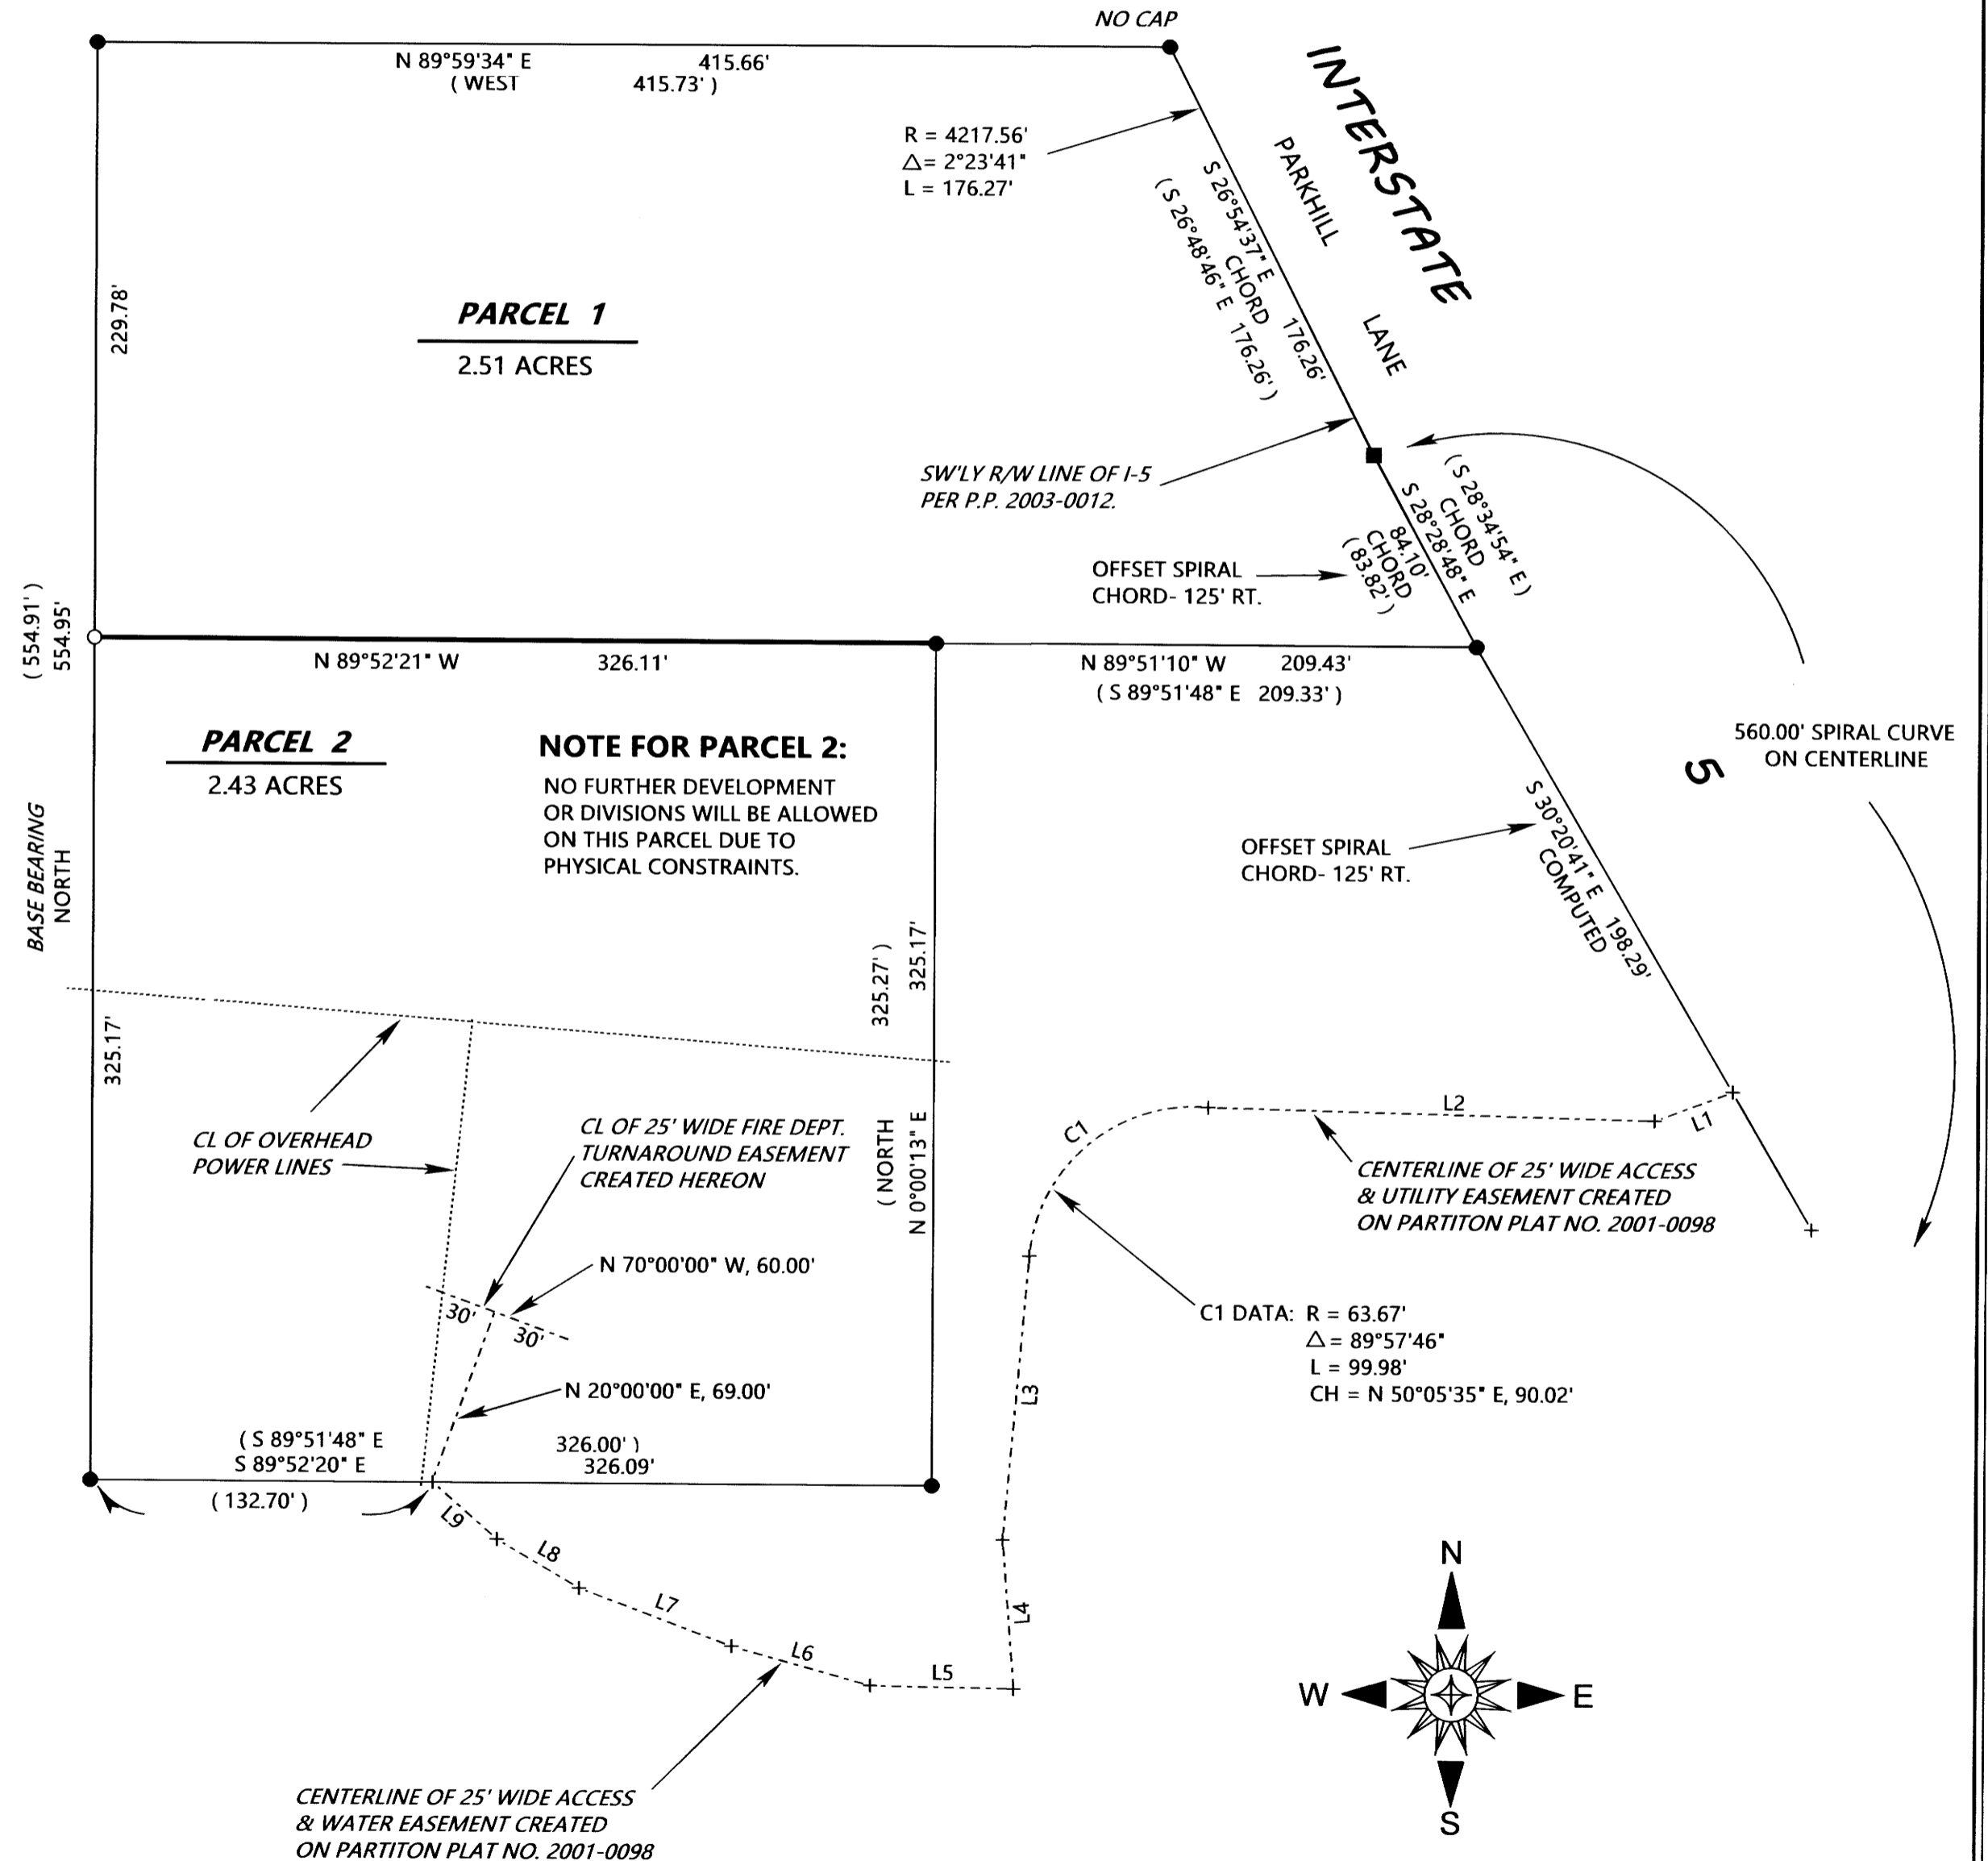 NO CAP
N 89°59'34" E 415.66'
( WEST 415.73' )
INTERSTATE
5
PARKHILL LANE
R = 4217.56'
△= 2°23'41"
L = 176.27'
S 26°54'37" E 176.26'
CHORD
( S 26°48'46" E 176.26' )
229.78'
PARCEL 1
2.51 ACRES
SW'LY R/W LINE OF I-5
PER P.P. 2003-0012.
( S 28°34'54" E )
CHORD
S 28°28'48" E
84.10'
CHORD
( 83.82' )
OFFSET SPIRAL
CHORD- 125' RT.
( 554.91' )
554.95'
N 89°52'21" W 326.11'
N 89°51'10" W 209.43'
( S 89°51'48" E 209.33' )
PARCEL 2
2.43 ACRES
NOTE FOR PARCEL 2:
NO FURTHER DEVELOPMENT
OR DIVISIONS WILL BE ALLOWED
ON THIS PARCEL DUE TO
PHYSICAL CONSTRAINTS.
560.00' SPIRAL CURVE
ON CENTERLINE
BASE BEARING
NORTH
OFFSET SPIRAL
CHORD- 125' RT.
S 30°20'41" E 198.29'
COMPUTED
( NORTH 325.27' )
N 0°00'13" E 325.17'
325.17'
CL OF OVERHEAD
POWER LINES
CL OF 25' WIDE FIRE DEPT.
TURNAROUND EASEMENT
CREATED HEREON
C1
L2
L1
CENTERLINE OF 25' WIDE ACCESS
& UTILITY EASEMENT CREATED
ON PARTITON PLAT NO. 2001-0098
N 70°00'00" W, 60.00'
30'
30'
C1 DATA: R = 63.67'
△ = 89°57'46"
L = 99.98'
CH = N 50°05'35" E, 90.02'
N 20°00'00" E, 69.00'
L3
( S 89°51'48" E 326.00' )
S 89°52'20" E 326.09'
( 132.70' )
L9
L8
L7
L6
L5
L4
N
W
E
S
CENTERLINE OF 25' WIDE ACCESS
& WATER EASEMENT CREATED
ON PARTITON PLAT NO. 2001-0098